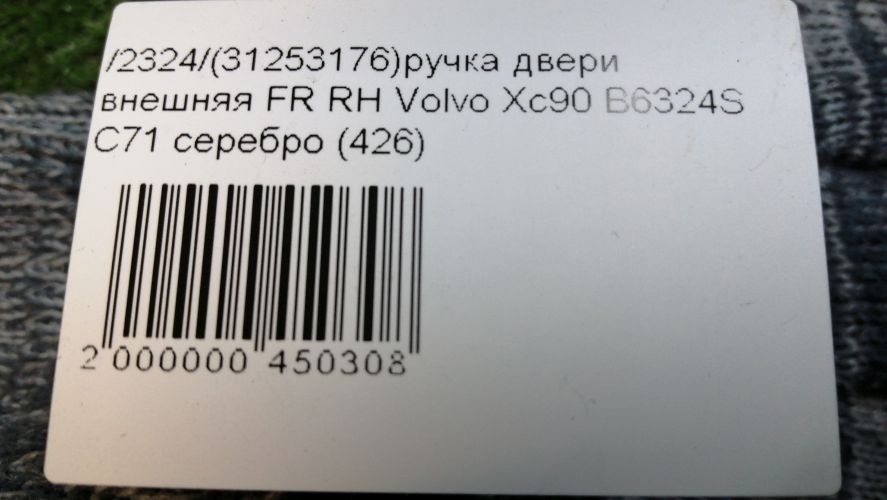 /2324/(31253176)ручка двери
внешняя FR RH Volvo Xc90 B6324S
C71 серебро (426)
2 000000 450308